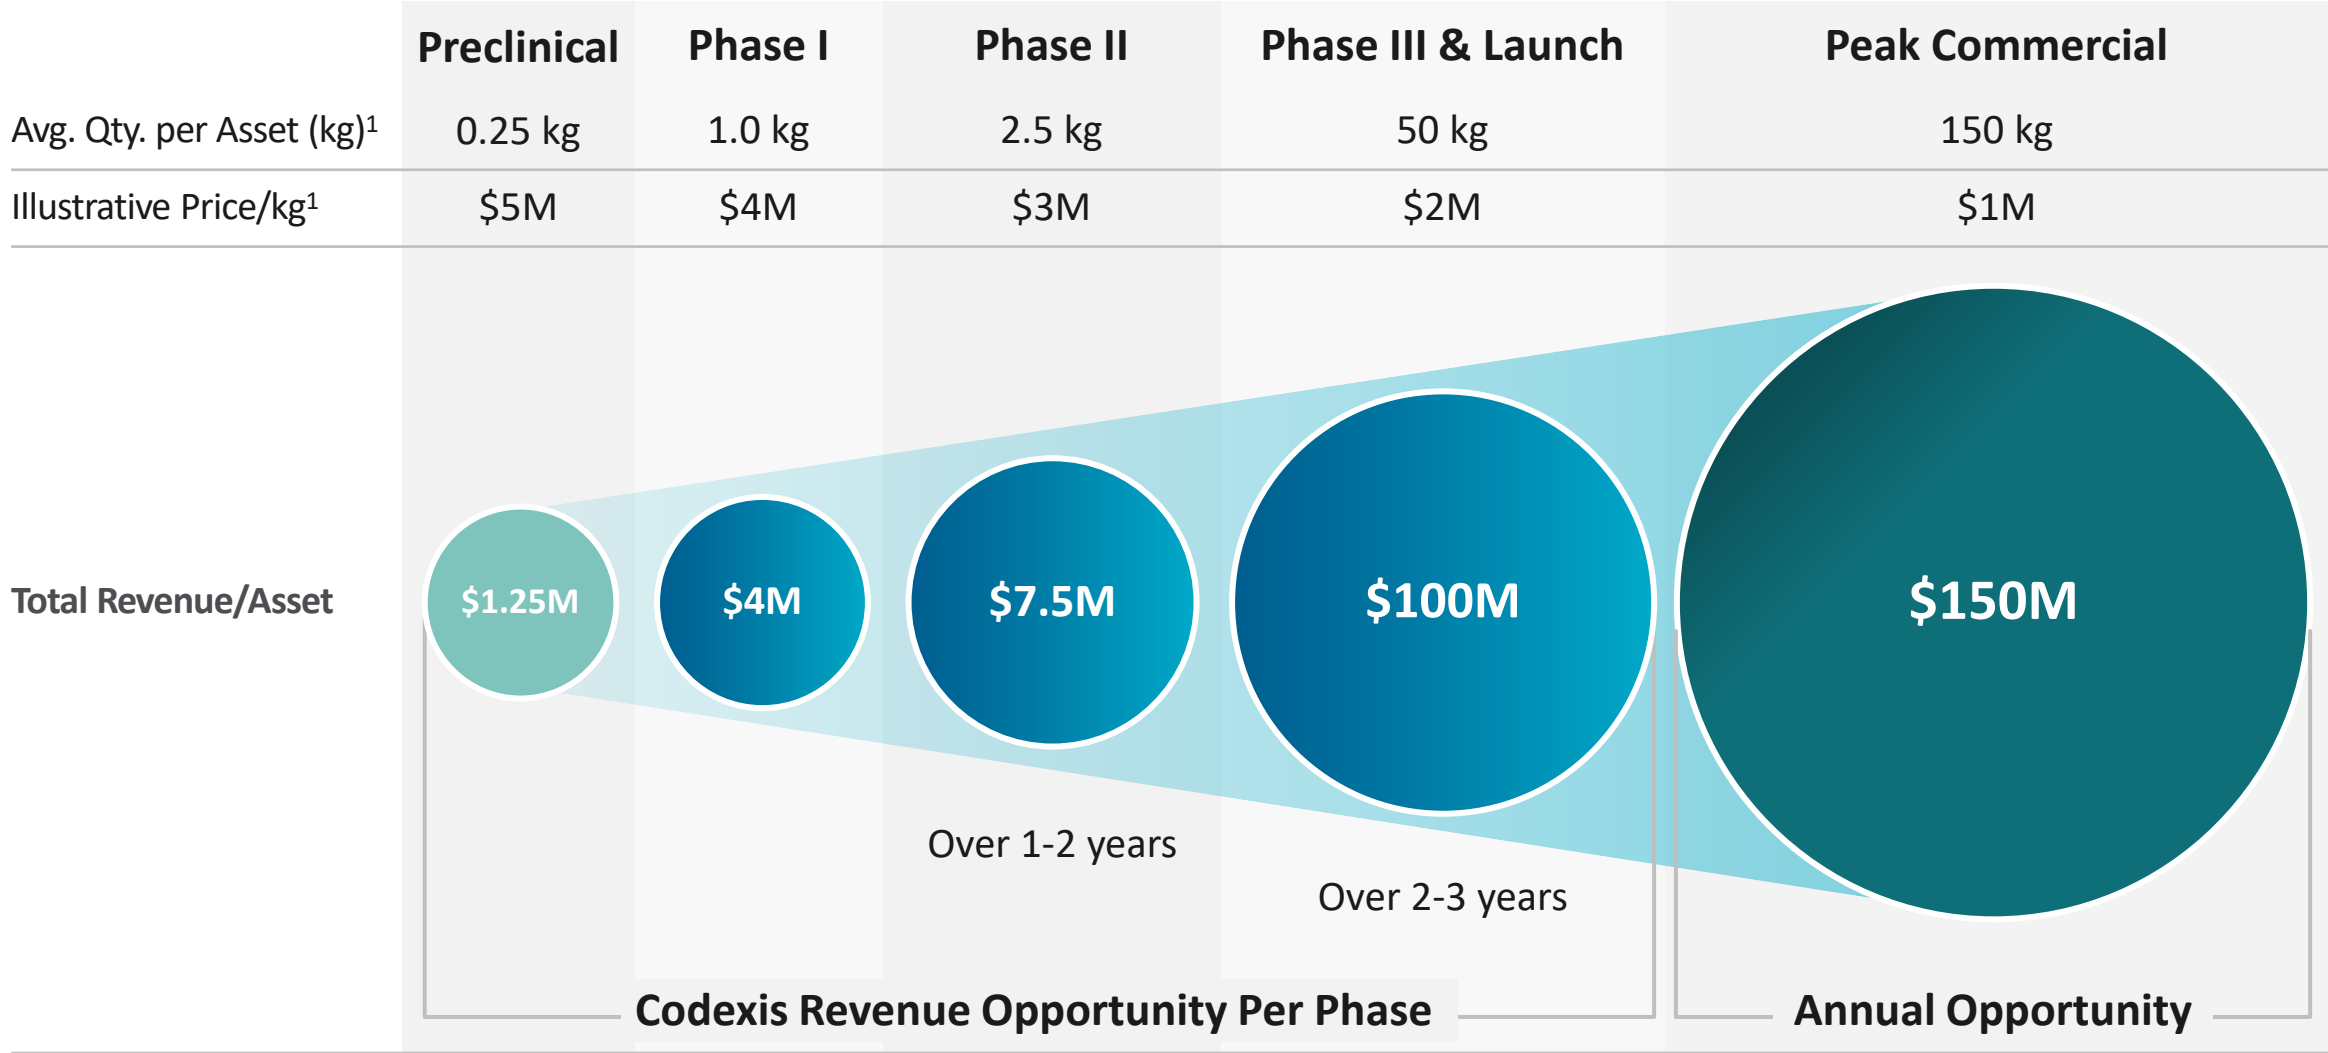 Preclinical Phase I Phase II Phase III & Launch Peak Commercial
Avg. Qty. per Asset (kg)¹ 0.25 kg 1.0 kg 2.5 kg 50 kg 150 kg
Illustrative Price/kg¹ $5M $4M $3M $2M $1M
Total Revenue/Asset $1.25M $4M $7.5M $100M $150M
Over 1-2 years
Over 2-3 years
Codexis Revenue Opportunity Per Phase Annual Opportunity